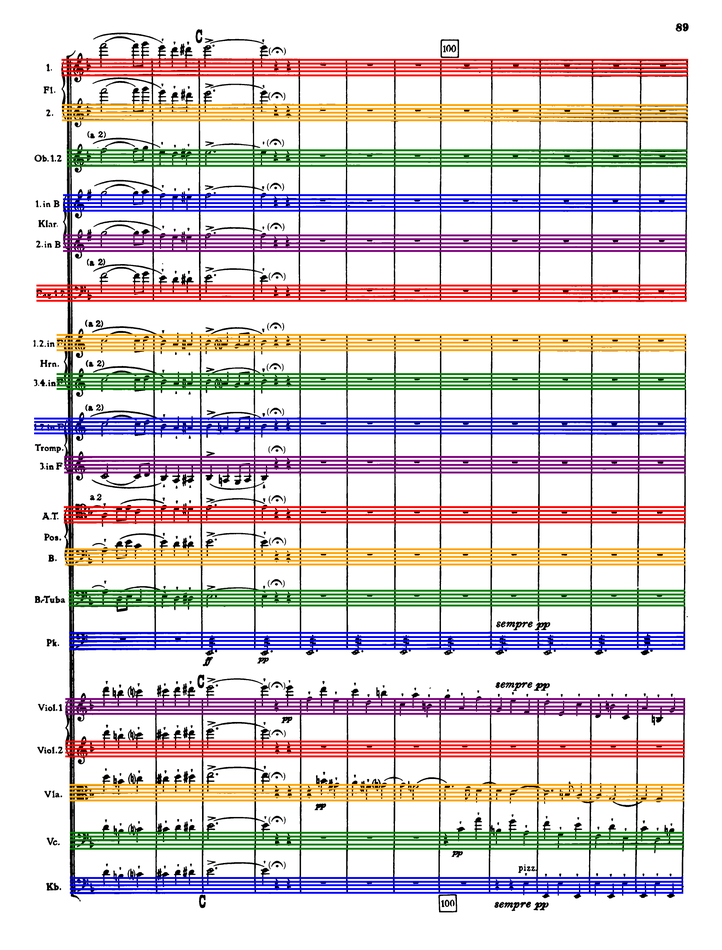 89
C
100
1.
Fl.
2.
(a 2)
Ob. 1.2
1. in B
Klar.
2. in B
(a 2)
(a 2)
1.2. in F
Hrn.
(a 2)
3.4. in F
(a 2)
Tromp.
3. in F
a 2
A.T.
Pos.
B.
B-Tuba
sempre pp
Pk.
ff pp
C
sempre pp
Viol.1
pp
Viol.2
Vla.
pp
Vc.
pp
pizz.
Kb.
C
100
sempre pp